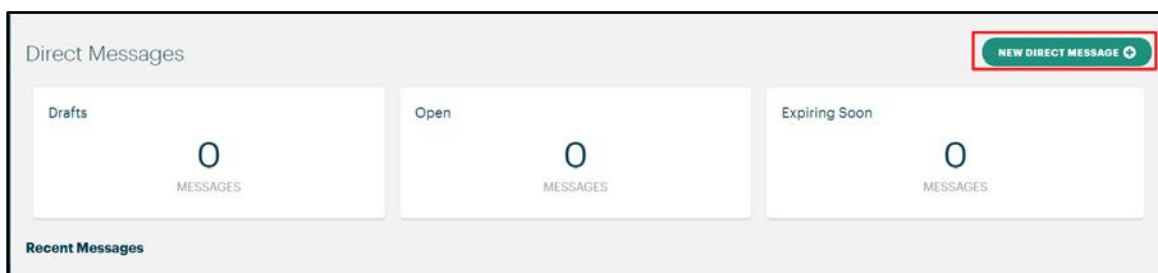 Direct Messages
NEW DIRECT MESSAGE
Drafts
0
MESSAGES
Open
0
MESSAGES
Expiring Soon
0
MESSAGES
Recent Messages